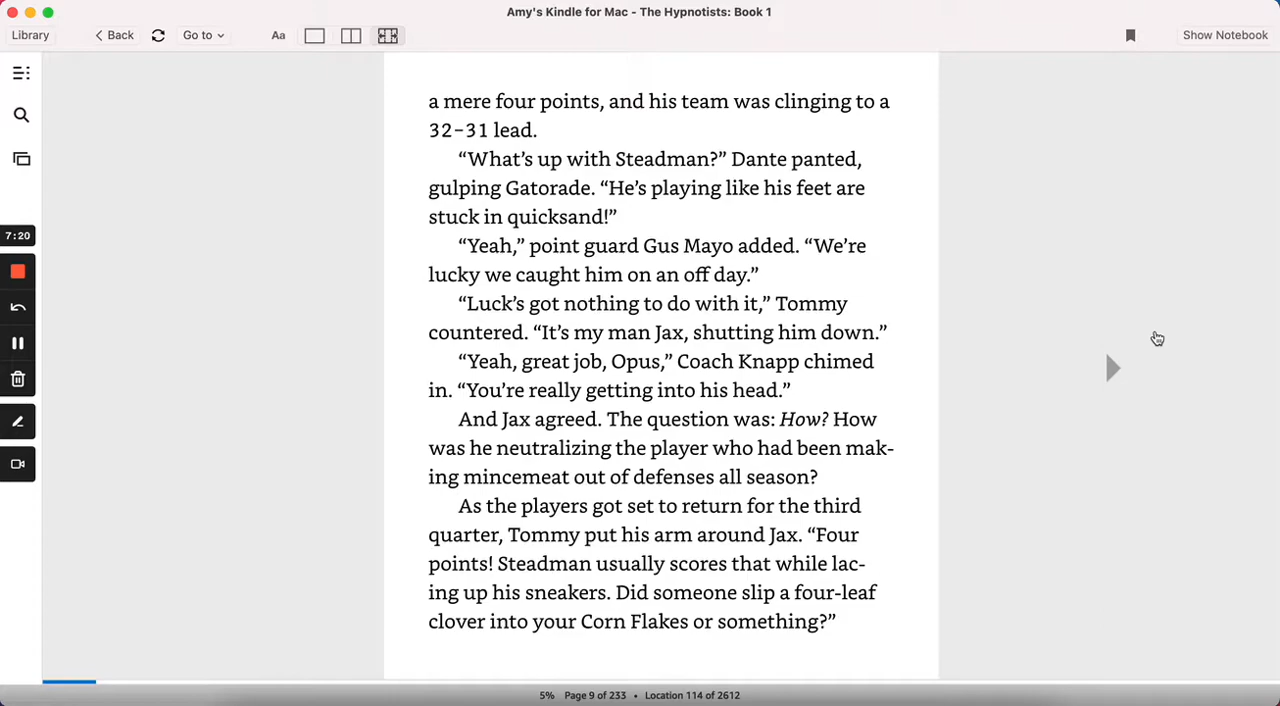 Amy's Kindle for Mac - The Hypnotists: Book 1
Library
Back
Go to
Aa
Show Notebook
a mere four points, and his team was clinging to a
32–31 lead.
“What’s up with Steadman?” Dante panted,
gulping Gatorade. “He’s playing like his feet are
stuck in quicksand!”
“Yeah,” point guard Gus Mayo added. “We’re
lucky we caught him on an off day.”
“Luck’s got nothing to do with it,” Tommy
countered. “It’s my man Jax, shutting him down.”
“Yeah, great job, Opus,” Coach Knapp chimed
in. “You’re really getting into his head.”
And Jax agreed. The question was: How? How
was he neutralizing the player who had been mak-
ing mincemeat out of defenses all season?
As the players got set to return for the third
quarter, Tommy put his arm around Jax. “Four
points! Steadman usually scores that while lac-
ing up his sneakers. Did someone slip a four-leaf
clover into your Corn Flakes or something?”
7:20
5% Page 9 of 233 • Location 114 of 2612